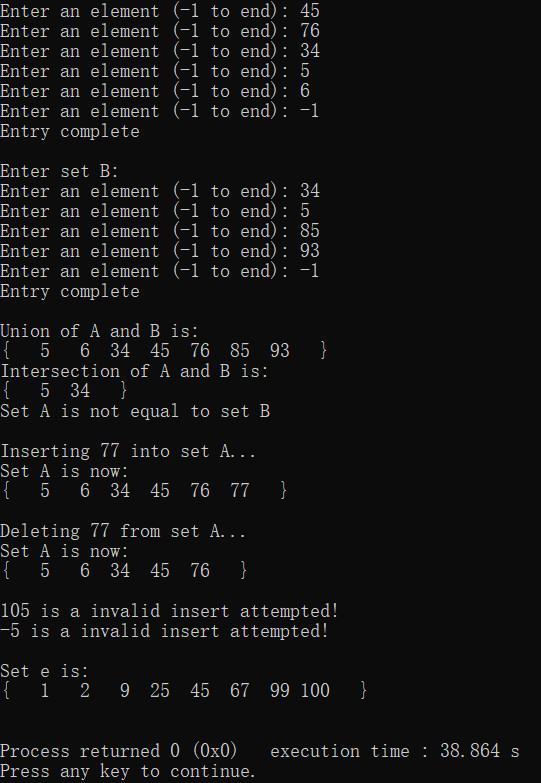 Enter an element (-1 to end): 45
Enter an element (-1 to end): 76
Enter an element (-1 to end): 34
Enter an element (-1 to end): 5
Enter an element (-1 to end): 6
Enter an element (-1 to end): -1
Entry complete

Enter set B:
Enter an element (-1 to end): 34
Enter an element (-1 to end): 5
Enter an element (-1 to end): 85
Enter an element (-1 to end): 93
Enter an element (-1 to end): -1
Entry complete

Union of A and B is:
{   5   6  34  45  76  85  93   }
Intersection of A and B is:
{   5  34   }
Set A is not equal to set B

Inserting 77 into set A...
Set A is now:
{   5   6  34  45  76  77   }

Deleting 77 from set A...
Set A is now:
{   5   6  34  45  76   }

105 is a invalid insert attempted!
-5 is a invalid insert attempted!

Set e is:
{   1   2   9  25  45  67  99 100   }


Process returned 0 (0x0)   execution time : 38.864 s
Press any key to continue.